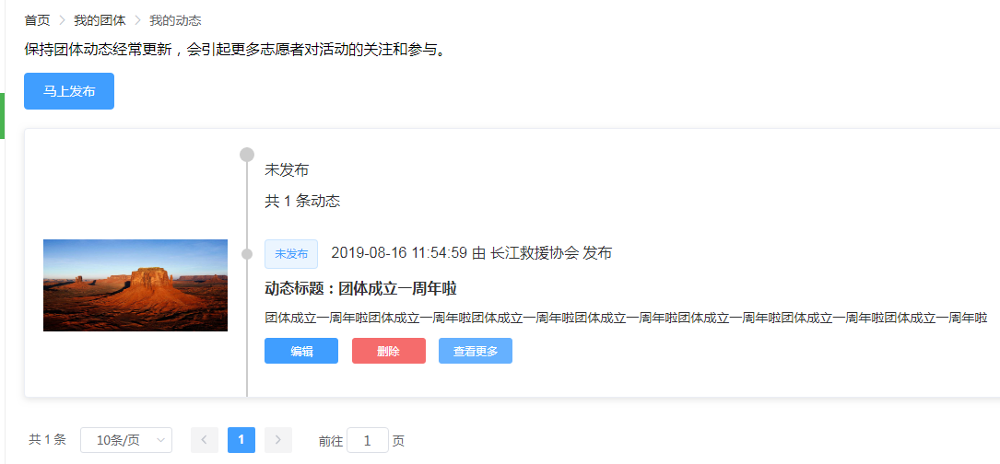 首页 > 我的团体 > 我的动态
保持团体动态经常更新，会引起更多志愿者对活动的关注和参与。
马上发布
未发布
共 1 条动态
未发布 2019-08-16 11:54:59 由 长江救援协会 发布
动态标题：团体成立一周年啦
团体成立一周年啦团体成立一周年啦团体成立一周年啦团体成立一周年啦团体成立一周年啦团体成立一周年啦团体成立一周年啦
编辑 删除 查看更多
共 1 条 10条/页 < 1 > 前往 1 页